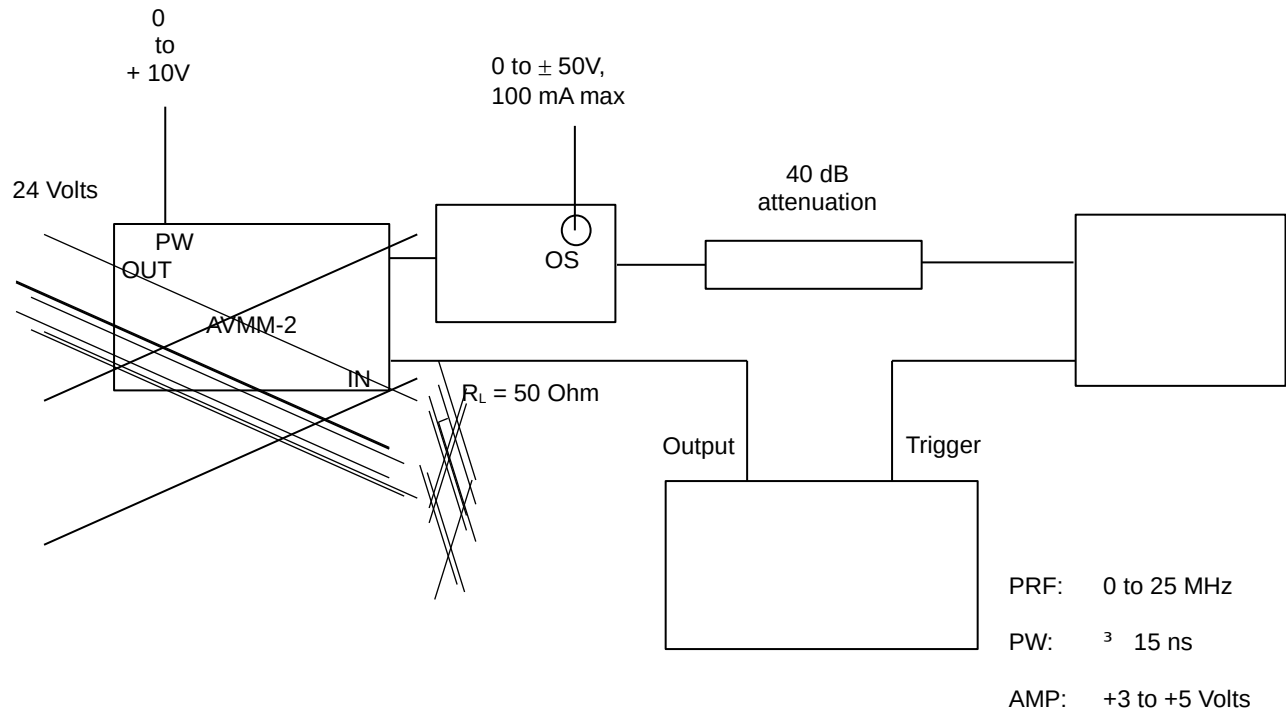 0
to
+ 10V
0 to ± 50V,
100 mA max
40 dB
attenuation
24 Volts
PW
OUT
OS
AVMM-2
IN
RL = 50 Ohm
Output
Trigger
PRF: 0 to 25 MHz
PW: ³ 15 ns
AMP: +3 to +5 Volts